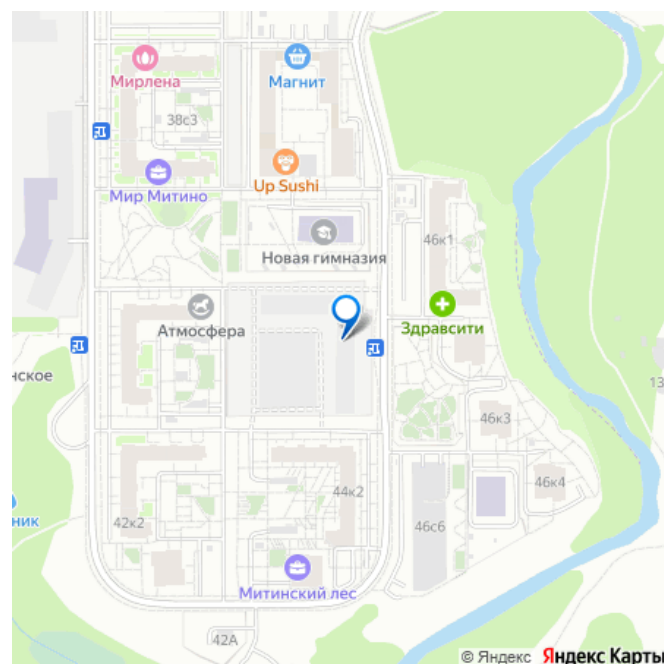 Мирлена
Магнит
38с3
Up Sushi
Мир Митино
Новая гимназия
46к1
Атмосфера
Здравсити
нское
13
46к3
44к2
46к4
42к2
46с6
ник
Митинский лес
42А
© Яндекс Яндекс Карты